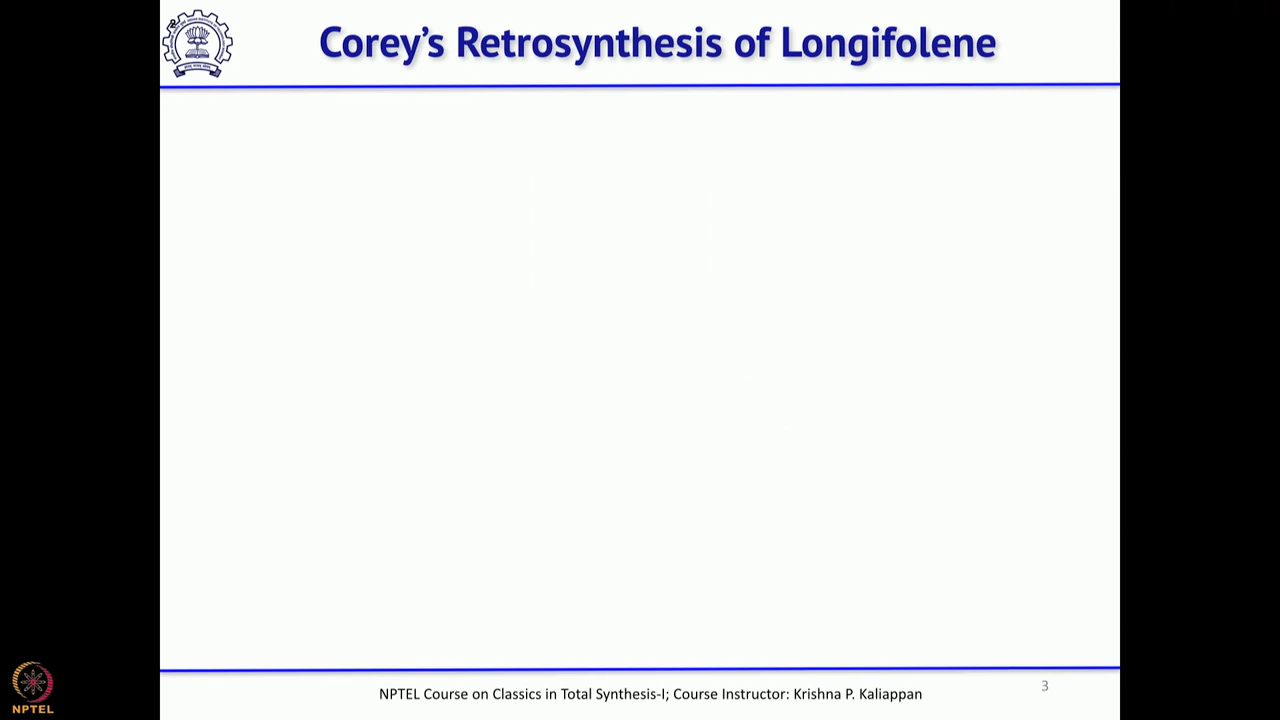 Corey's Retrosynthesis of Longifolene
NPTEL Course on Classics in Total Synthesis-I; Course Instructor: Krishna P. Kaliappan
3
NPTEL